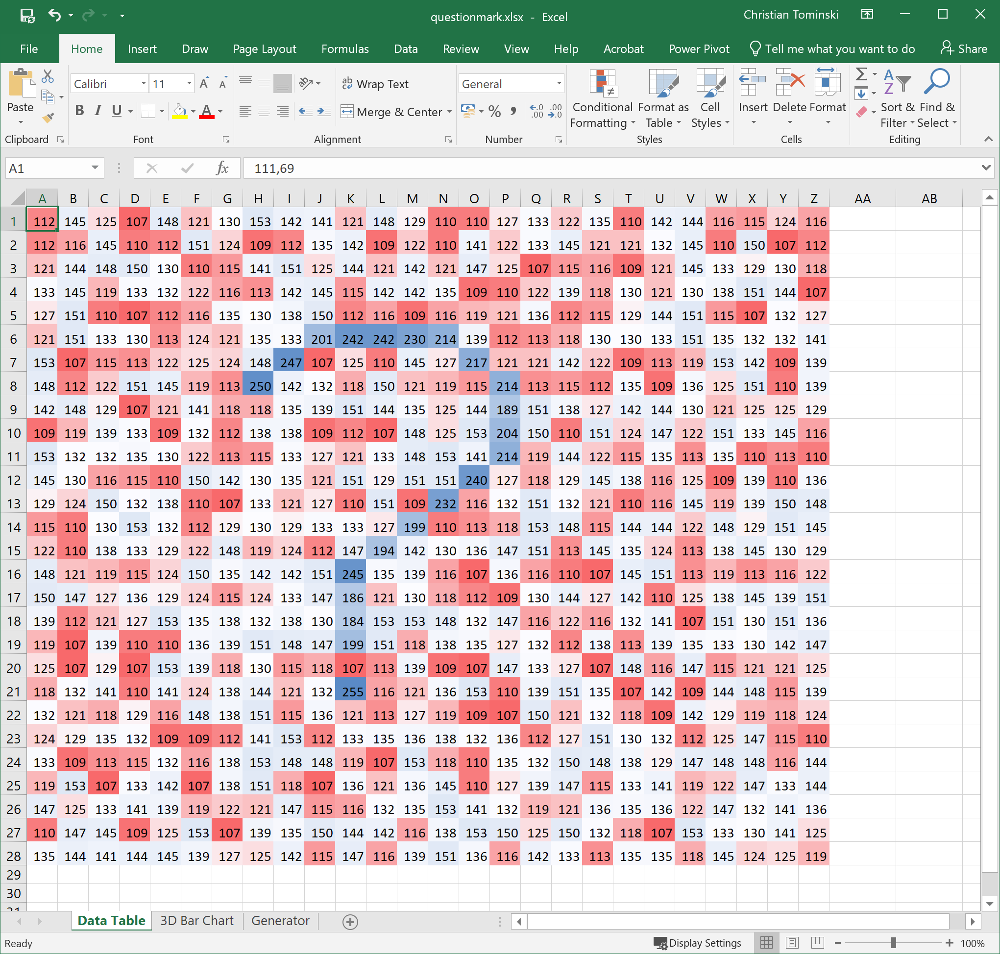 questionmark.xlsx - Excel Christian Tominski
File Home Insert Draw Page Layout Formulas Data Review View Help Acrobat Power Pivot Tell me what you want to do Share
Calibri 11 A A ab Wrap Text General
Paste Conditional Format as Cell Insert Delete Format Sort & Find &
B I U A Merge & Center % Formatting Table Styles Filter Select
Clipboard Font Alignment Number Styles Cells Editing
A1 fx 111,69
A B C D E F G H I J K L M N O P Q R S T U V W X Y Z AA AB
1 112 145 125 107 148 121 130 153 142 141 121 148 129 110 110 127 133 122 135 110 142 144 116 115 124 116
2 112 116 145 110 112 151 124 109 112 135 142 109 122 110 141 122 133 145 121 121 132 145 110 150 107 112
3 121 144 148 150 130 110 115 141 151 125 144 121 142 121 147 125 107 115 116 109 121 145 133 129 130 118
4 133 145 119 133 132 122 116 113 142 145 115 142 142 135 109 110 122 139 118 130 121 130 138 151 144 107
5 127 151 110 107 112 116 135 130 138 150 112 116 109 116 119 121 136 112 115 129 144 151 115 107 132 127
6 121 151 133 130 113 124 121 135 133 201 242 242 230 214 139 112 113 118 130 130 133 151 135 132 132 141
7 153 107 115 113 122 125 124 148 247 107 125 110 145 127 217 121 121 142 122 109 113 119 153 142 109 139
8 148 112 122 151 145 119 113 250 142 132 118 150 121 119 115 214 113 115 112 135 109 136 125 151 110 139
9 142 148 129 107 121 141 118 118 135 139 151 144 135 125 144 189 151 138 127 142 144 130 121 125 125 129
10 109 119 139 133 109 132 112 138 138 109 112 107 148 125 153 204 150 110 151 124 147 122 151 133 145 116
11 153 132 132 135 130 122 113 115 133 127 121 133 148 153 141 214 119 144 122 115 135 113 135 110 113 110
12 145 130 116 115 110 150 142 130 135 121 151 129 151 151 240 127 118 129 145 138 116 125 109 139 110 136
13 129 124 150 132 138 110 107 133 121 127 110 151 109 232 116 132 151 132 121 110 116 145 119 139 150 148
14 115 110 130 153 132 112 129 130 129 133 133 127 199 110 113 118 153 148 115 144 144 122 148 129 151 145
15 122 110 138 133 129 122 148 119 124 112 147 194 142 130 136 147 151 113 145 135 124 113 138 145 130 129
16 148 121 119 115 124 150 135 142 142 151 245 135 139 116 107 136 116 110 107 145 151 113 119 113 116 122
17 150 147 127 136 129 124 115 124 133 147 186 121 130 118 112 109 130 144 127 142 110 125 138 145 139 151
18 139 112 121 127 153 135 138 132 138 130 184 153 153 148 132 147 116 122 116 132 141 107 151 130 151 136
19 119 107 139 110 110 136 139 151 148 147 199 151 118 138 135 127 132 112 138 113 139 135 133 130 142 147
20 125 107 129 107 153 139 118 130 115 118 107 113 139 109 107 147 133 127 107 148 116 147 115 121 121 125
21 118 132 141 110 141 124 138 144 121 132 255 116 121 136 153 110 139 151 135 107 142 109 144 148 115 139
22 132 121 118 129 116 148 138 151 115 136 121 113 127 119 109 107 150 121 132 118 109 142 129 119 118 124
23 124 129 135 132 109 109 112 141 153 112 133 135 136 138 132 136 112 127 151 130 132 112 125 147 115 110
24 133 109 113 115 132 116 138 153 148 148 119 107 153 118 110 135 132 150 148 138 129 147 148 148 116 144
25 119 153 107 133 142 107 138 151 118 107 136 121 136 145 110 127 139 147 115 133 141 119 122 147 133 144
26 147 125 133 141 139 119 122 121 147 115 116 132 135 153 141 132 119 121 136 135 136 122 147 132 141 136
27 110 147 145 109 125 153 107 139 135 150 144 142 116 138 153 150 125 150 132 118 107 153 133 130 141 125
28 135 144 141 144 145 139 127 125 142 115 147 116 139 151 136 116 142 133 113 135 135 118 145 124 125 119
29
30
Data Table 3D Bar Chart Generator
Ready Display Settings 100%